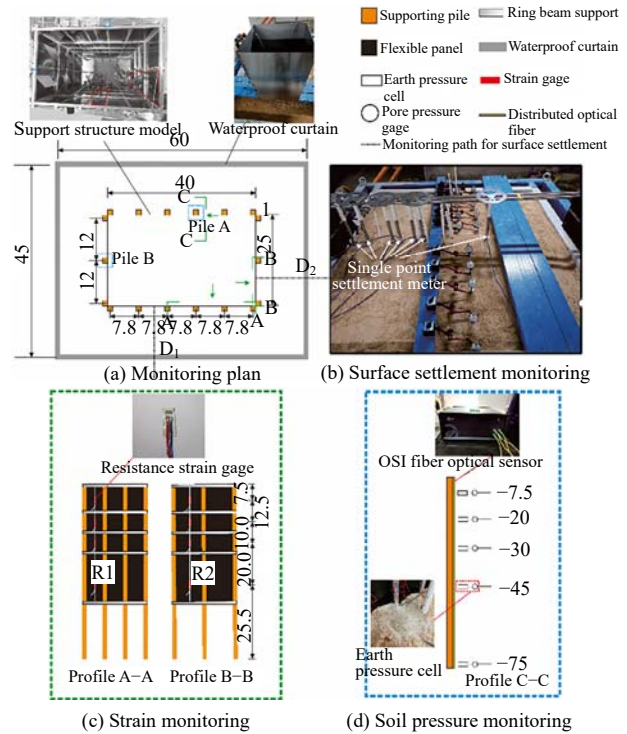 Supporting pile
Ring beam support
Flexible panel
Waterproof curtain
Earth pressure
cell
Strain gage
Pore pressure
gage
Distributed optical
fiber
Monitoring path for surface settlement
Support structure model
Waterproof curtain
60
40
C
1
C
Pile A
45
12
12
25
Pile B
B
B
D2
A
A
7.8 7.8 7.8 7.8 7.8
D1
(a) Monitoring plan
Single point
settlement meter
(b) Surface settlement monitoring
Resistance strain gage
7.5
12.5
10.0
20.0
25.5
R1
R2
Profile A−A
Profile B−B
(c) Strain monitoring
OSI fiber optical sensor
−7.5
−20
−30
−45
−75
Earth
pressure cell
Profile C−C
(d) Soil pressure monitoring